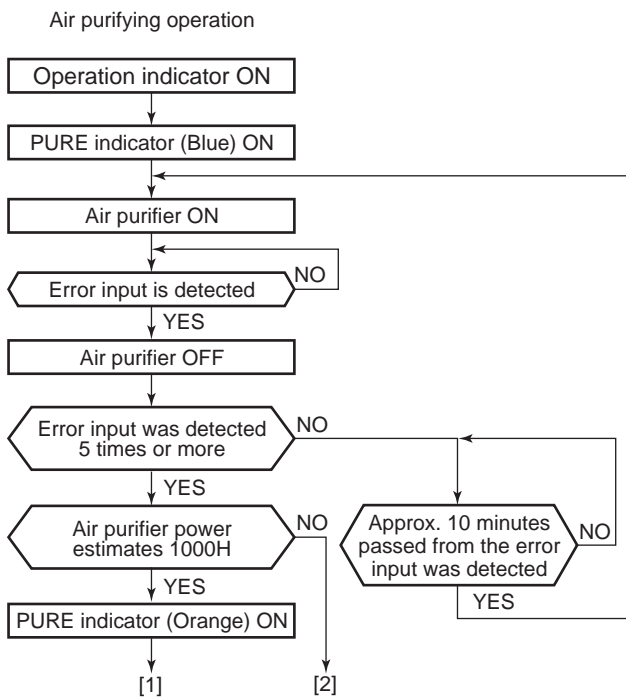 Air purifying operation
Operation indicator ON
PURE indicator (Blue) ON
Air purifier ON
Error input is detected
NO
YES
Air purifier OFF
Error input was detected
5 times or more
NO
YES
Air purifier power
estimates 1000H
NO
YES
Approx. 10 minutes
passed from the error
input was detected
NO
YES
PURE indicator (Orange) ON
[1]
[2]